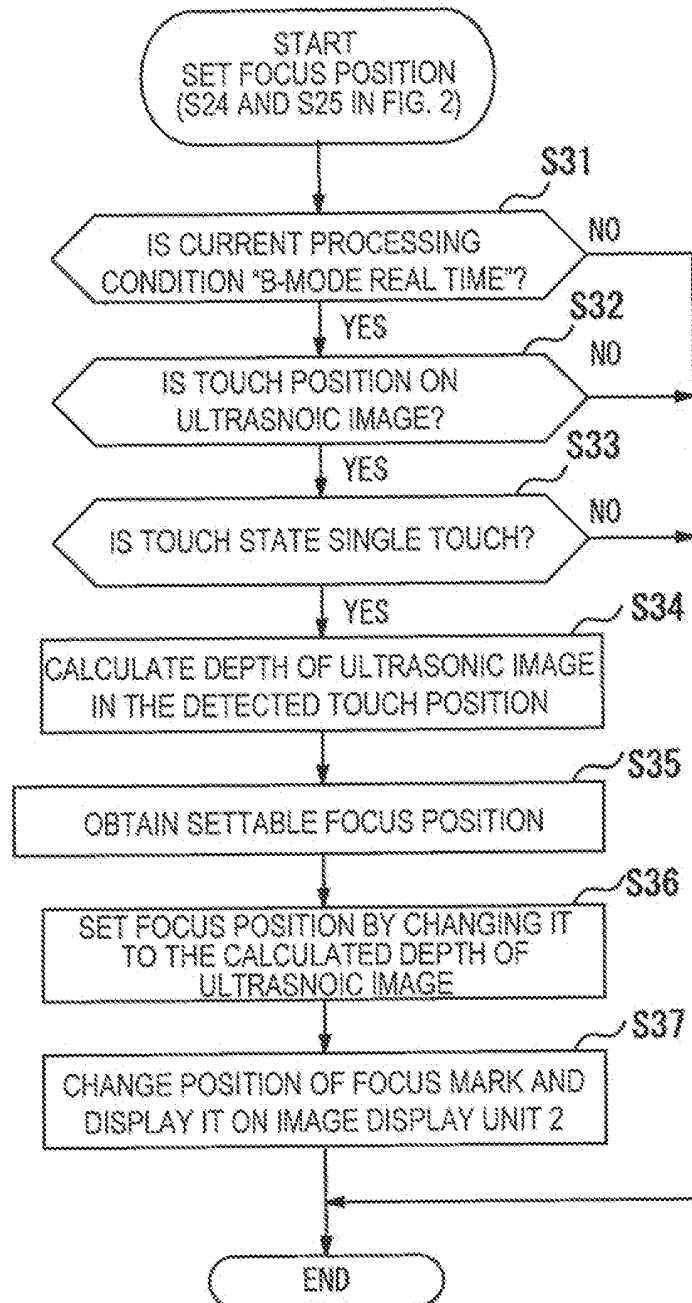 START
SET FOCUS POSITION
(S24 AND S25 IN FIG. 2)
S31
IS CURRENT PROCESSING
CONDITION "B-MODE REAL TIME"?
NO
YES
S32
IS TOUCH POSITION ON
ULTRASNOIC IMAGE?
NO
YES
S33
IS TOUCH STATE SINGLE TOUCH?
NO
YES
S34
CALCULATE DEPTH OF ULTRASONIC IMAGE
IN THE DETECTED TOUCH POSITION
S35
OBTAIN SETTABLE FOCUS POSITION
S36
SET FOCUS POSITION BY CHANGING IT
TO THE CALCULATED DEPTH OF
ULTRASNOIC IMAGE
S37
CHANGE POSITION OF FOCUS MARK AND
DISPLAY IT ON IMAGE DISPLAY UNIT 2
END